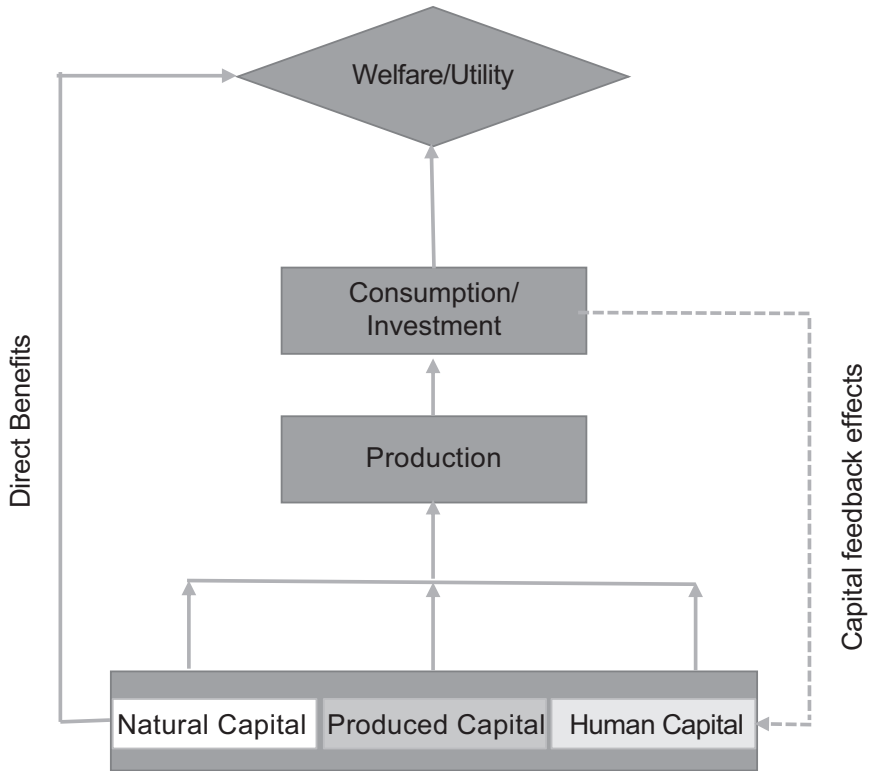 Welfare/Utility
Consumption/
Investment
Direct Benefits
Capital feedback effects
Production
Natural Capital
Produced Capital
Human Capital